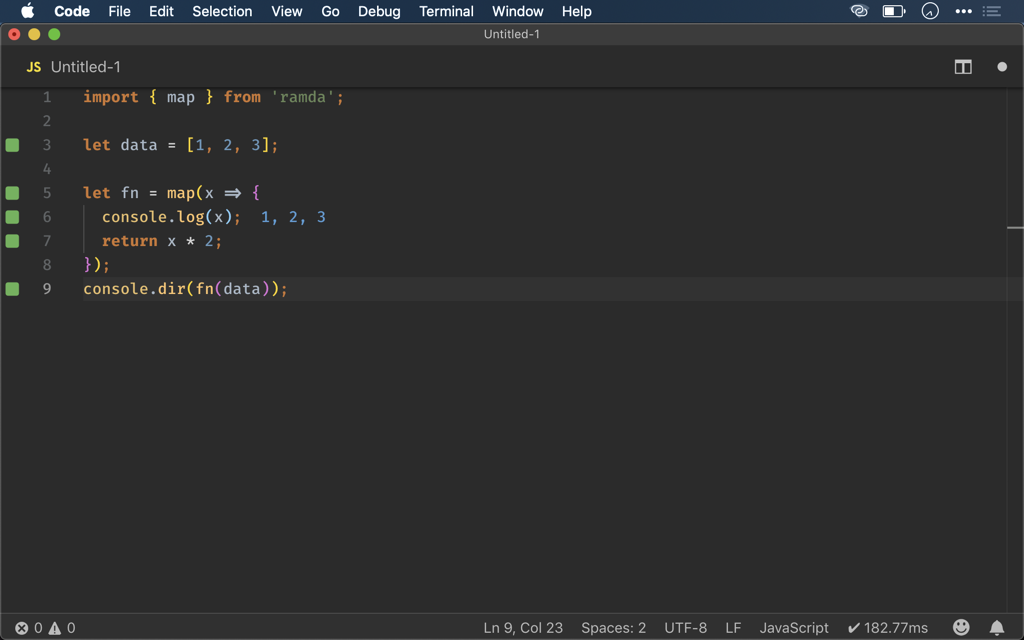 Code File Edit Selection View Go Debug Terminal Window Help
Untitled-1
JS Untitled-1
1 import { map } from 'ramda';
2
3 let data = [1, 2, 3];
4
5 let fn = map(x => {
6 console.log(x); 1, 2, 3
7 return x * 2;
8 });
9 console.dir(fn(data));
0 0 Ln 9, Col 23 Spaces: 2 UTF-8 LF JavaScript ✔ 182.77ms